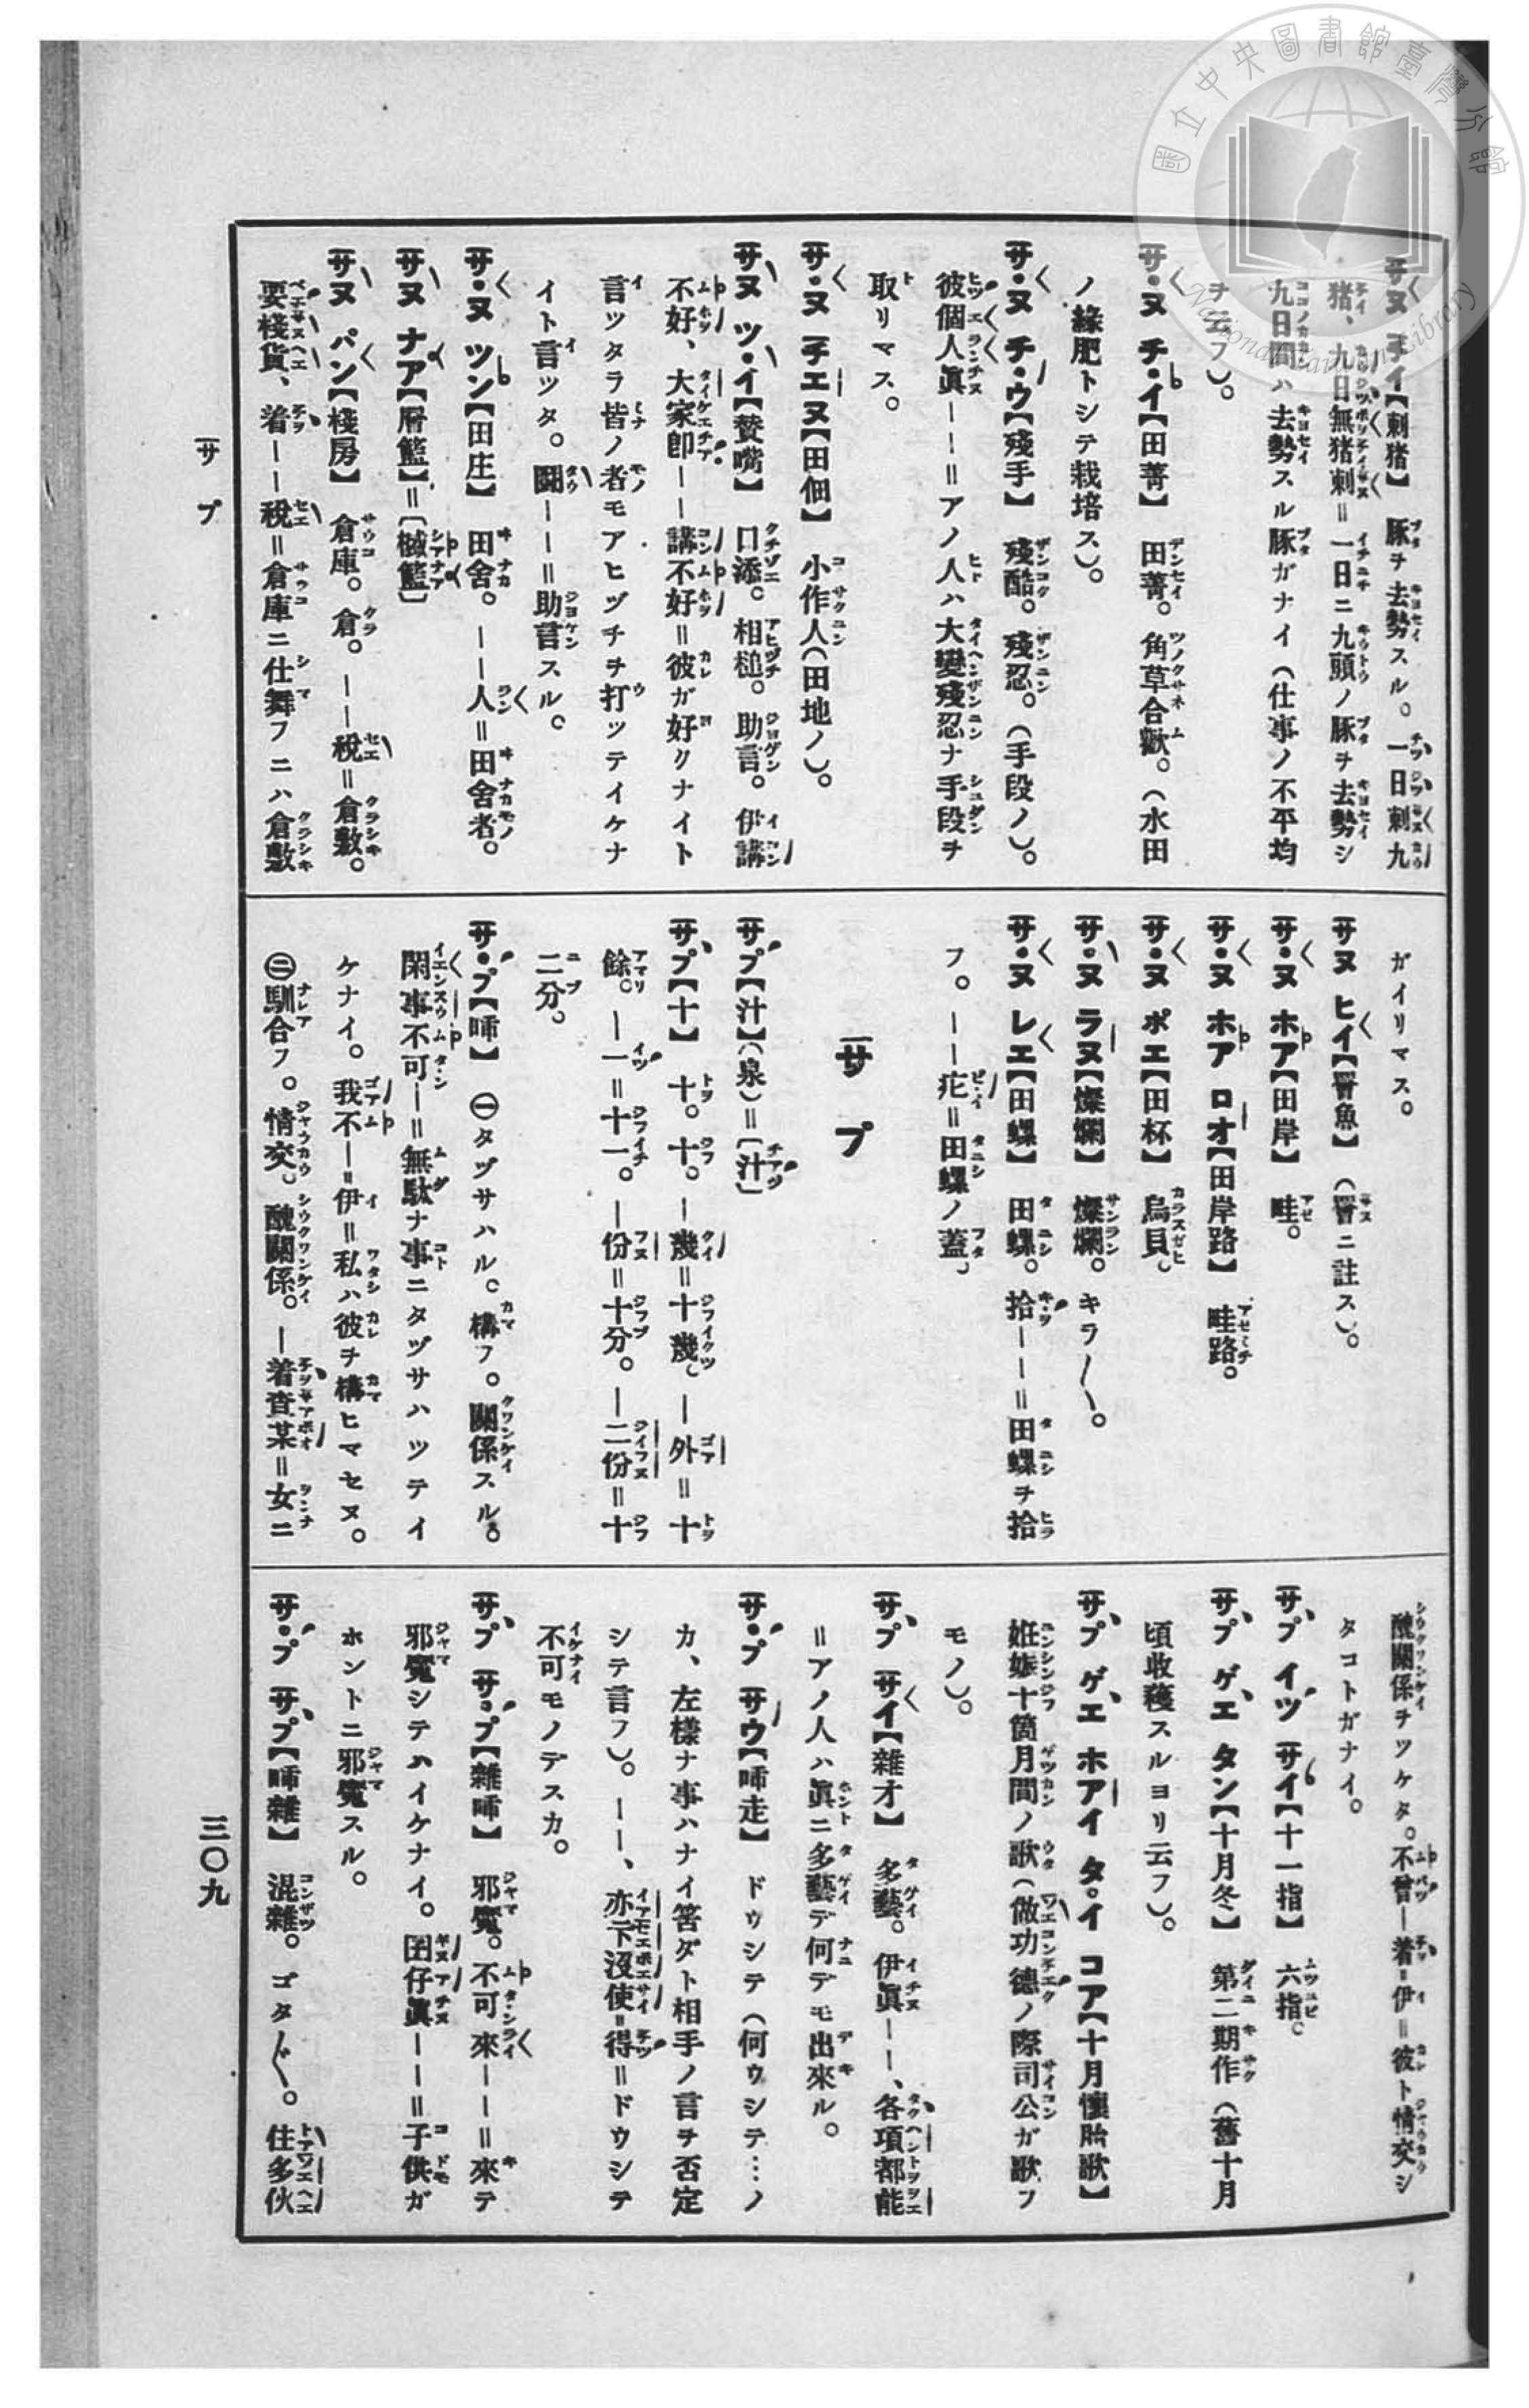 サヌ チイ【刺猪】 豚ヲ去勢スル。一日刺九
猪、九日無猪刺=一日ニ九頭ノ豚ヲ去勢シ
九日間ハ去勢スル豚ガナイ(仕事ノ不平均
ヲ云フ)。
サ・ヌ チ・イ【田菁】 田菁。角草合歡。(水田
ノ綠肥トシテ栽培ス)。
サ・ヌ チ・ウ【殘手】 殘酷。殘忍。(手段ノ)。
彼個人眞――=アノ人ハ大變殘忍ナ手段ヲ
取リマス。
サ・ヌ チエヌ【田佃】 小作人(田地ノ)。
サヌ ツ・イ【贊嘴】 口添。相槌。助言。伊講
不好、大家卽――講不好=彼ガ好クナイト
言ツタラ皆ノ者モアヒヅチヲ打ッテイケナ
イト言ツタ。鬪――=助言スル。
サ・ヌ ツン【田庄】 田舍。――人=田舍者。
サヌ ナア【屑籃】=〔槭籃〕
サヌ パン【棧房】 倉庫。倉。――稅=倉敷。
要棧貨、着――稅=倉庫ニ仕舞フニハ倉敷
ガイリマス。
サヌ ヒイ【罾魚】 (罾ニ註ス)。
サ・ヌ ホア【田岸】 畦。
サ・ヌ ホア ロオ【田岸路】 畦路。
サ・ヌ ポエ【田杯】 烏貝。
サ・ヌ ラヌ【燦爛】 燦爛。キラ〱。
サ・ヌ レエ【田螺】 田螺。拾――=田螺ヲ拾
フ。――疕=田螺ノ蓋。
サ プ
サプ【汁】(泉)=〔汁〕
サプ【十】 十。十。―幾=十幾。―外=十
餘。―一=十一。―份=十分。―二份=十
二分。
サ・プ【喢】 ㊀タヅサハル。構フ。關係スル。
閑事不可―=無駄ナ事ニタヅサハツテイ
ケナイ。我不―伊=私ハ彼ヲ構ヒマセヌ。
㊁馴合フ。情交。醜關係。―着査某=女ニ
醜關係ヲツケタ。不曾―着伊=彼ト情交シ
タコトガナイ。
サプ イツ サイ【十一指】 六指。
サプ ゲエ タン【十月冬】 第二期作(舊十月
頃收穫スルヨリ云フ)。
サプ ゲエ ホアイ タ・イ コア【十月懷胎歌】
姙娠十箇月間ノ歌(做功德ノ際司公ガ歌フ
モノ)。
サプ サイ【雜才】 多藝。伊眞――、各項都能
=アノ人ハ眞ニ多藝デ何デモ出來ル。
サ・プ サウ【喢走】 ドゥシテ(何ウシテ…ノ
カ、左樣ナ事ハナイ筈ダト相手ノ言ヲ否定
シテ言フ)。――、亦下沒使得=ドウシテ
不可モノデスカ。
サプ サ・プ【雜喢】 邪魔。不可來――=來テ
邪魔シテハイケナイ。囝仔眞――=子供ガ
ホントニ邪魔スル。
サ・プ サプ【喢雜】 混雜。ゴタ〲。住多伙
サ プ
三〇九
國立中央圖書館臺灣分館
National Taiwan Library